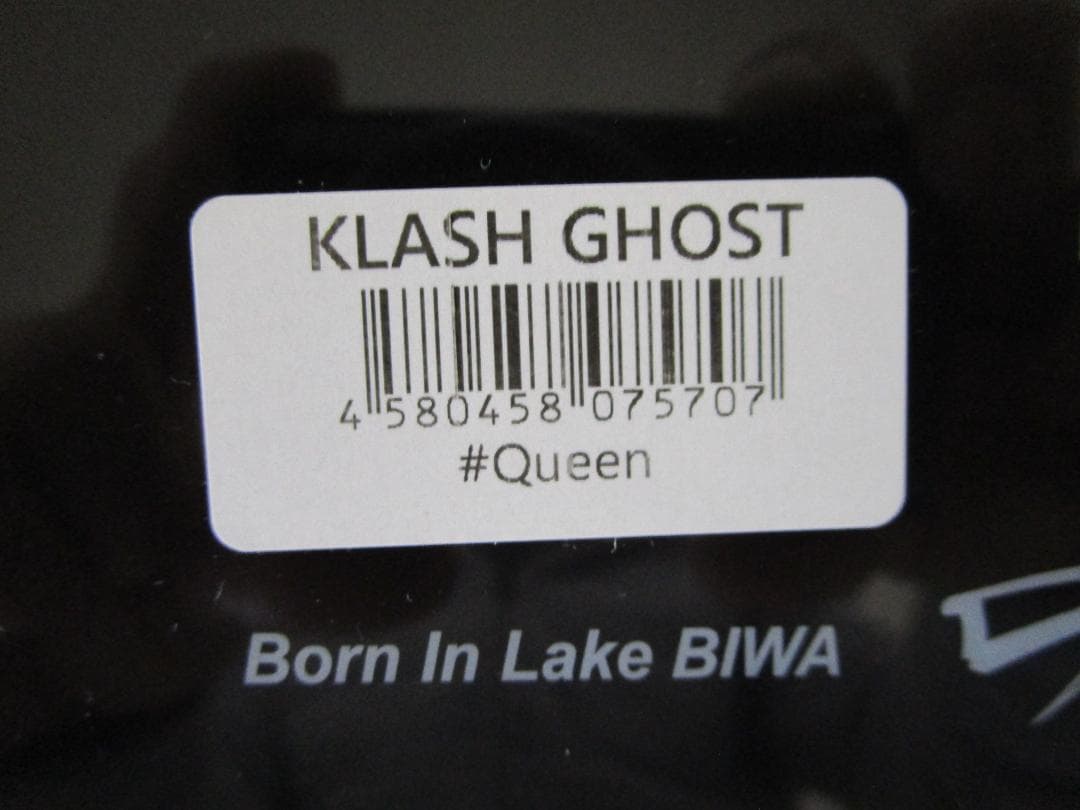 KLASH GHOST
4 580458 075707
#Queen
Born In Lake BIWA